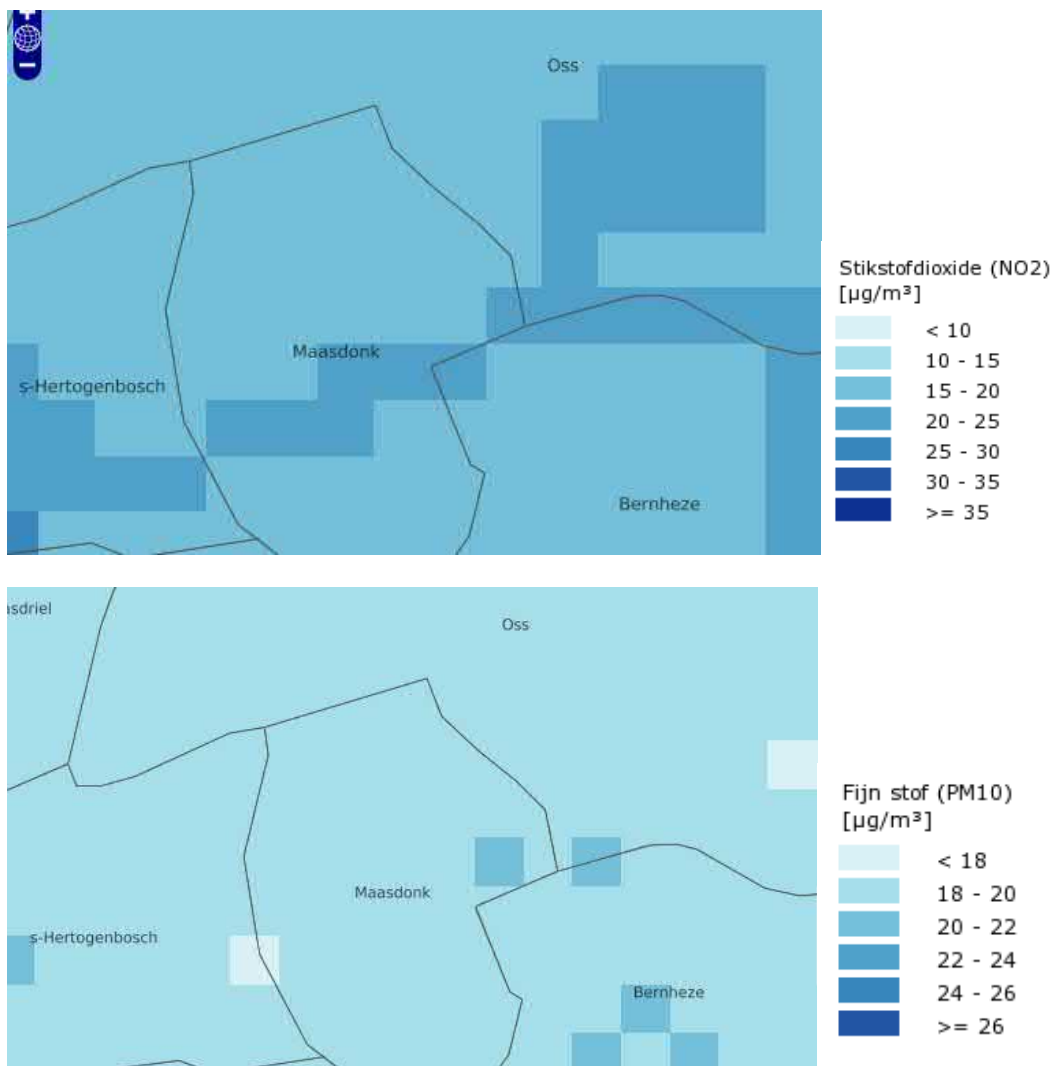 Oss
Maasdonk
s-Hertogenbosch
Bernheze
Stikstofdioxide (NO2)
[µg/m³]
< 10
10 - 15
15 - 20
20 - 25
25 - 30
30 - 35
>= 35
asdriel
Oss
Maasdonk
s-Hertogenbosch
Bernheze
Fijn stof (PM10)
[µg/m³]
< 18
18 - 20
20 - 22
22 - 24
24 - 26
>= 26